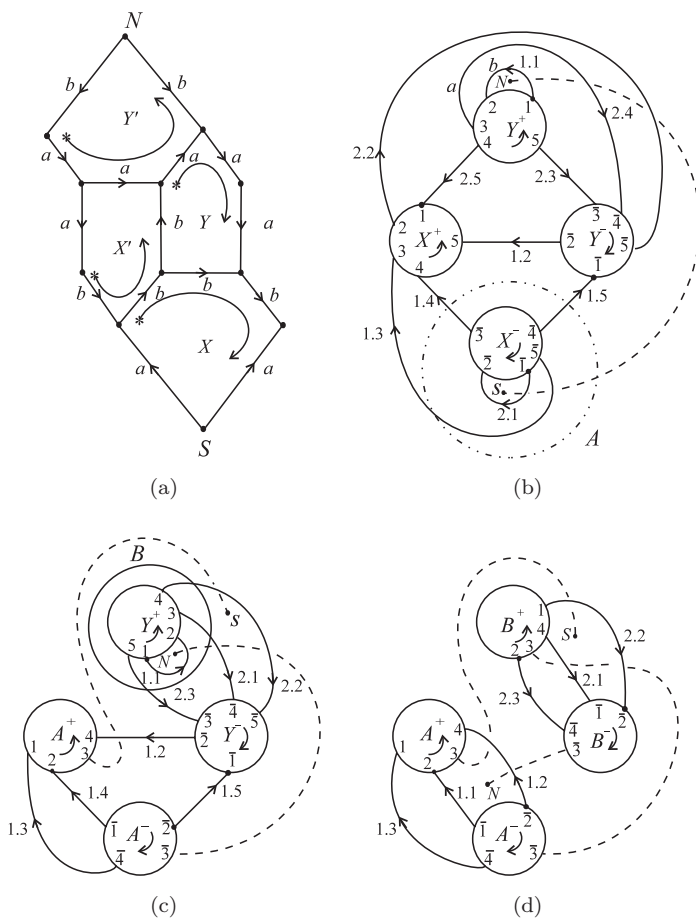 N
b b
Y'
*
a a a a
*
a Y a
X' b
*
b b b b
*
X
a a
S
(a)
b 1.1
N
a 2 1
2.4
3 Y⁺ 5
4
2.2
2.5 2.3
1 3̄ 4̄
2 X⁺ 5 2̄ Y⁻ 5̄
3 1.2
4 1̄
1.4 1.5
1.3 3̄ X⁻ 4̄
2̄ 5̄
1̄
S
2.1 A
(b)
B
4
Y⁺ 3
2 S
5 1 N
1.1 2.1 2.2
2.3
3̄ 4̄ 5̄
A⁺ 4 2̄ Y⁻
1 3 1.2
2 1̄
1.4 1.5
1.3 1̄ A⁻ 2̄
4̄ 3̄
(c)
B⁺ 1
4 S
2 3 2.2
2.1
2.3
1̄ 2̄
A⁺ 4 4̄ B⁻
1 3 3̄
2 N
1.1 1.2
1.3 2̄
1̄ A⁻
4̄ 3̄
(d)